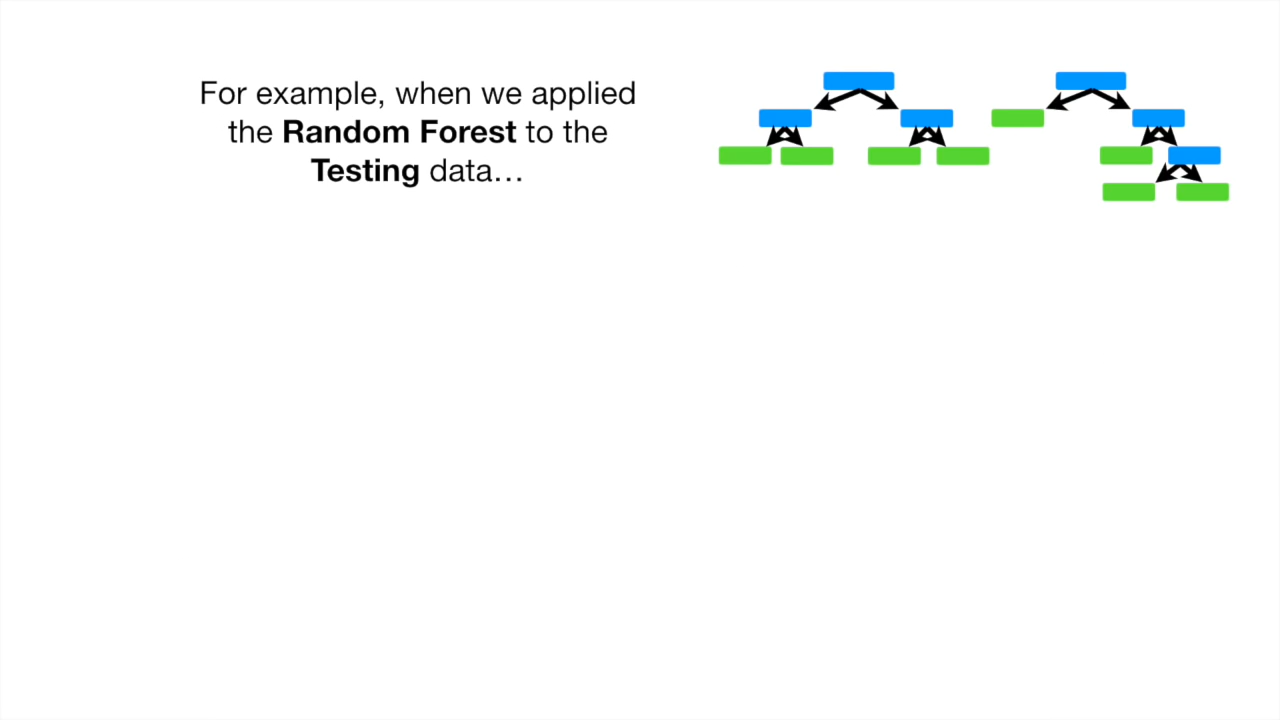 For example, when we applied
the Random Forest to the
Testing data…